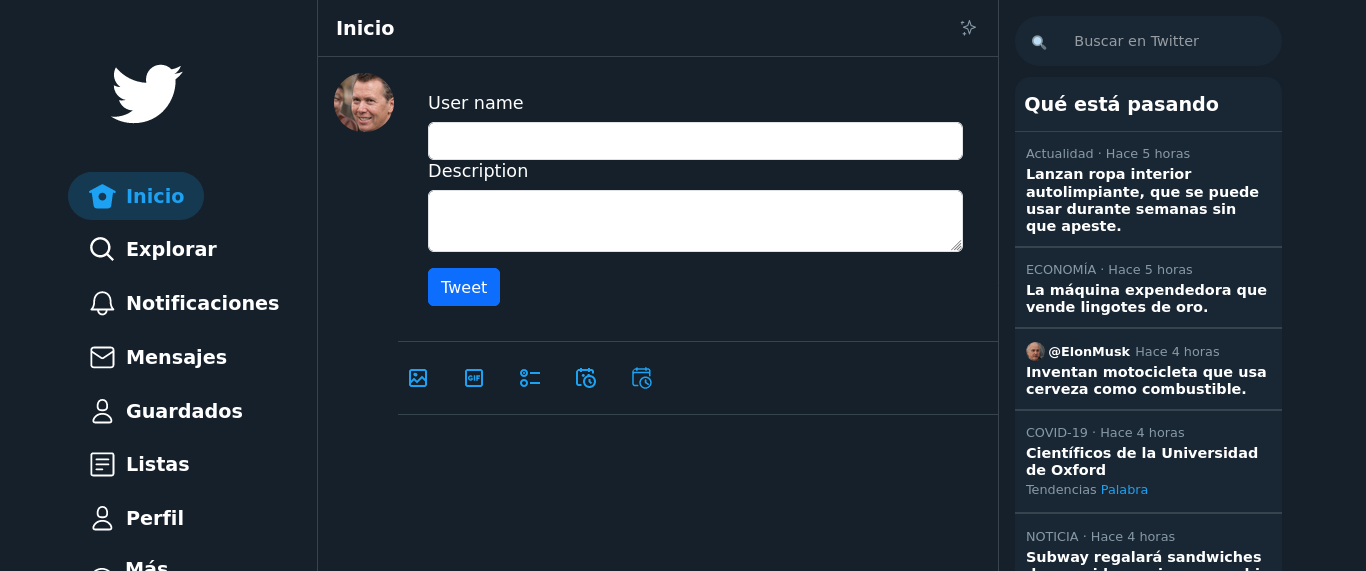 Inicio
Explorar
Notificaciones
Mensajes
Guardados
Listas
Perfil
Más
Inicio
User name
Description
Tweet
GIF
Buscar en Twitter
Qué está pasando
Actualidad · Hace 5 horas
Lanzan ropa interior
autolimpiante, que se puede
usar durante semanas sin
que apeste.
ECONOMÍA · Hace 5 horas
La máquina expendedora que
vende lingotes de oro.
@ElonMusk Hace 4 horas
Inventan motocicleta que usa
cerveza como combustible.
COVID-19 · Hace 4 horas
Científicos de la Universidad
de Oxford
Tendencias Palabra
NOTICIA · Hace 4 horas
Subway regalará sandwiches